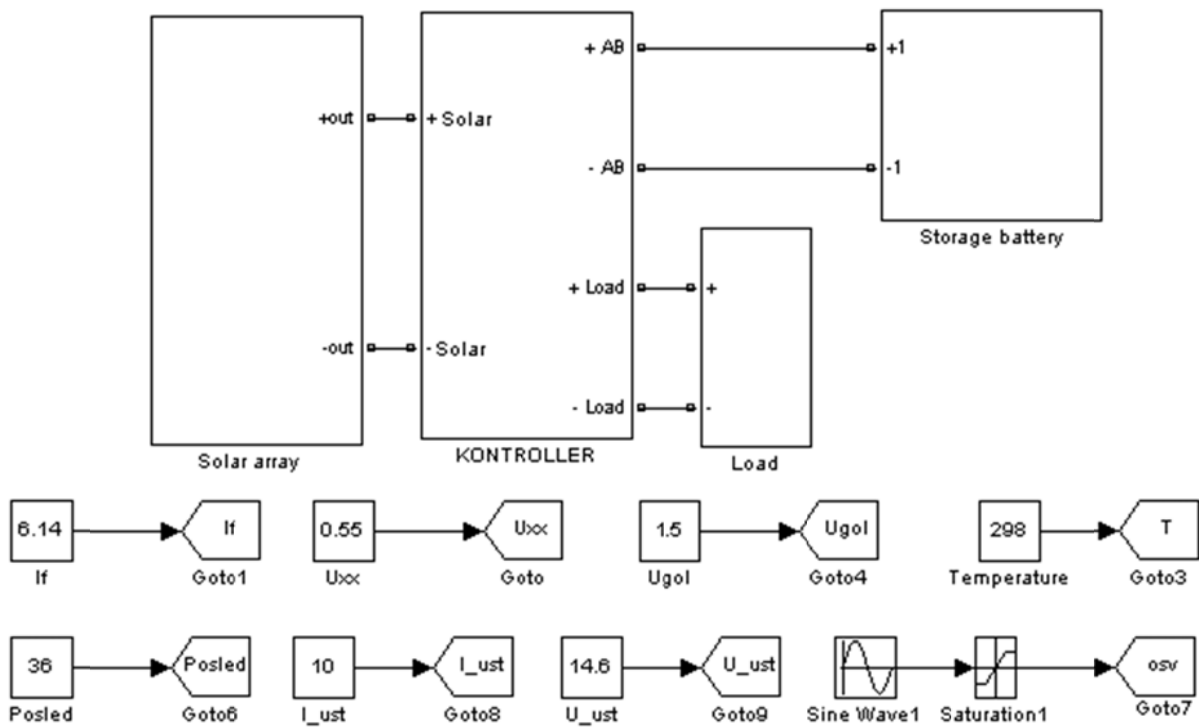 + AB
+1
+out
+ Solar
- AB
-1
Storage battery
+ Load
+
-out
- Solar
- Load
-
Solar array
KONTROLLER
Load
6.14
If
0.55
Uxx
1.5
Ugol
298
T
If
Goto1
Uxx
Goto
Ugol
Goto4
Temperature
Goto3
36
Posled
10
I_ust
14.6
U_ust
osv
Posled
Goto6
I_ust
Goto8
U_ust
Goto9
Sine Wave1
Saturation1
Goto7